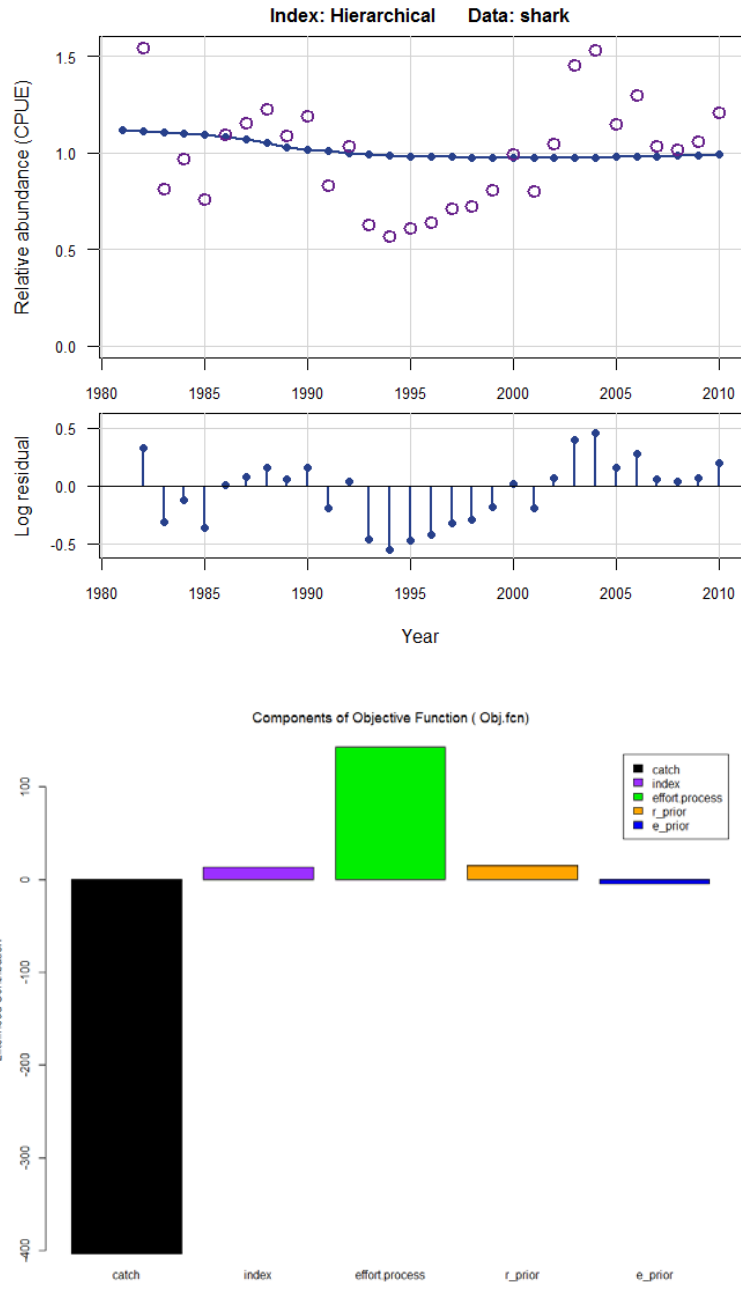 Index: Hierarchical Data: shark
Relative abundance (CPUE)
1.5
1.0
0.5
0.0
1980 1985 1990 1995 2000 2005 2010
Log residual
0.5
0.0
-0.5
1980 1985 1990 1995 2000 2005 2010
Year
Components of Objective Function ( Obj.fcn)
catch
index
effort.process
r_prior
e_prior
100
0
-100
-200
-300
-400
catch index effort.process r_prior e_prior